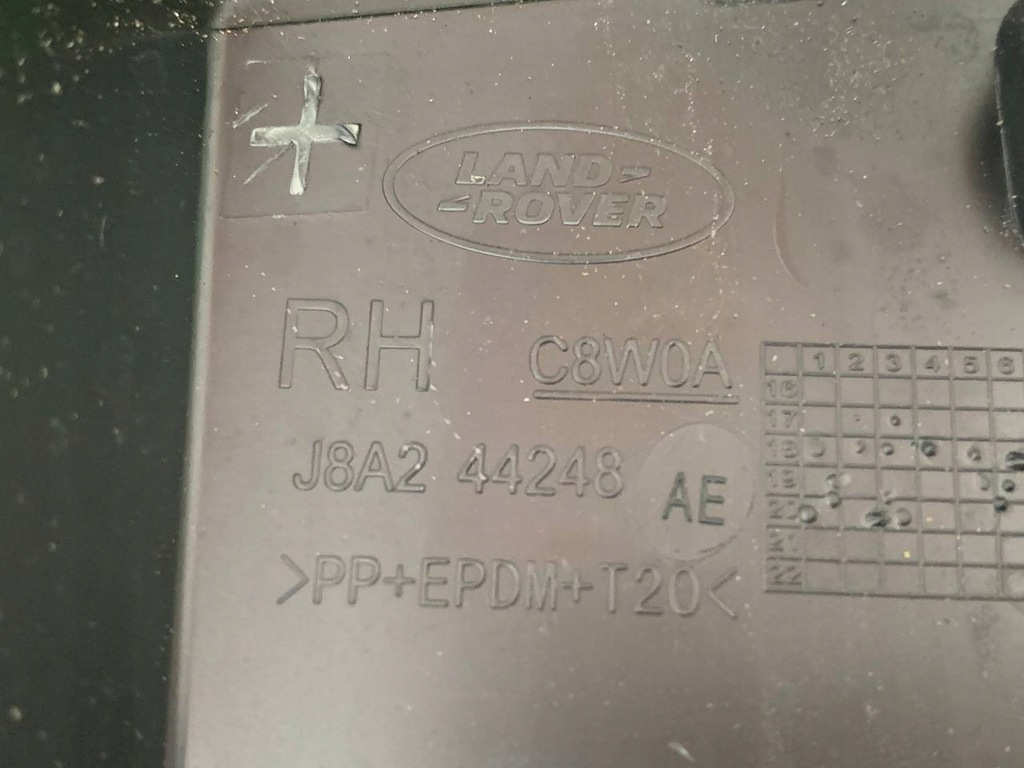 LAND
ROVER
RH
C8W0A
J8A2 44248 AE
>PP+EPDM+T20<
1 2 3 4 5 6
16
17
18
19
20
21
22